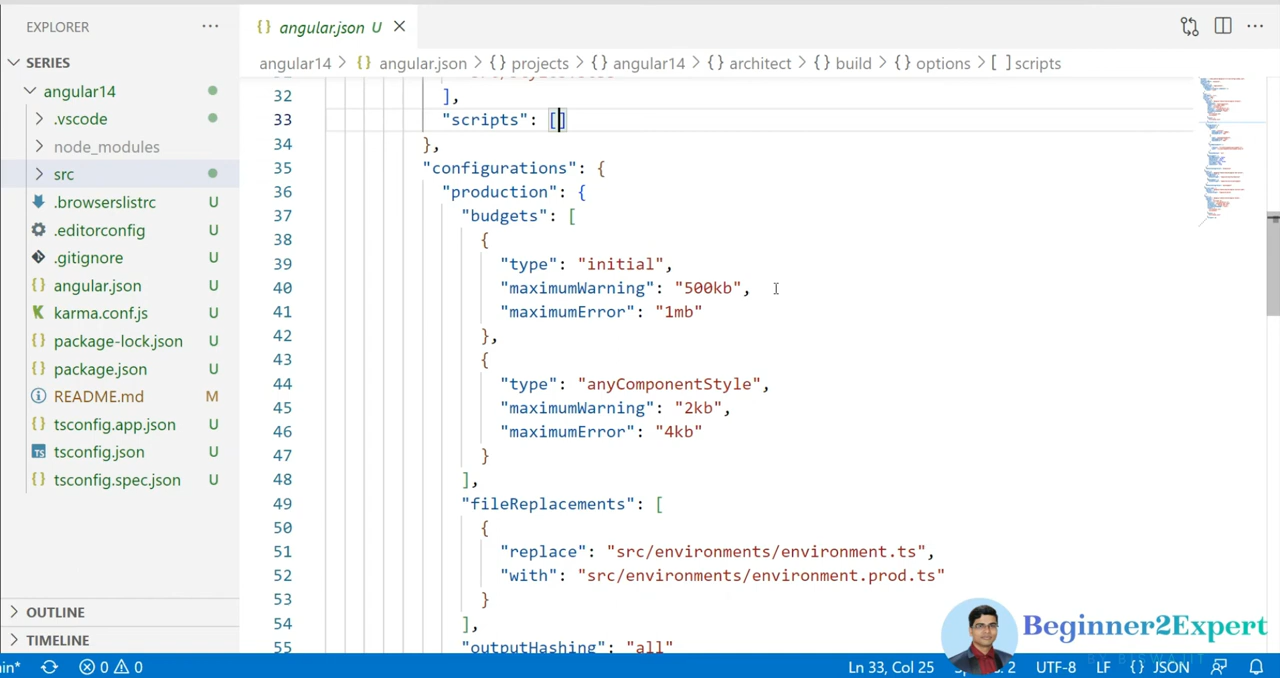 EXPLORER ...
SERIES
angular14
.vscode
node_modules
src
.browserslistrc U
.editorconfig U
.gitignore U
angular.json U
karma.conf.js U
package-lock.json U
package.json U
README.md M
tsconfig.app.json U
tsconfig.json U
tsconfig.spec.json U
OUTLINE
TIMELINE
{} angular.json U
angular14 > {} angular.json > {} projects > {} angular14 > {} architect > {} build > {} options > [ ] scripts
32 ],
33 "scripts": []
34 },
35 "configurations": {
36 "production": {
37 "budgets": [
38 {
39 "type": "initial",
40 "maximumWarning": "500kb",
41 "maximumError": "1mb"
42 },
43 {
44 "type": "anyComponentStyle",
45 "maximumWarning": "2kb",
46 "maximumError": "4kb"
47 }
48 ],
49 "fileReplacements": [
50 {
51 "replace": "src/environments/environment.ts",
52 "with": "src/environments/environment.prod.ts"
53 }
54 ],
55 "outputHashing": "all"
Beginner2Expert
BY BISWAJIT
0 0 Ln 33, Col 25 2 UTF-8 LF {} JSON